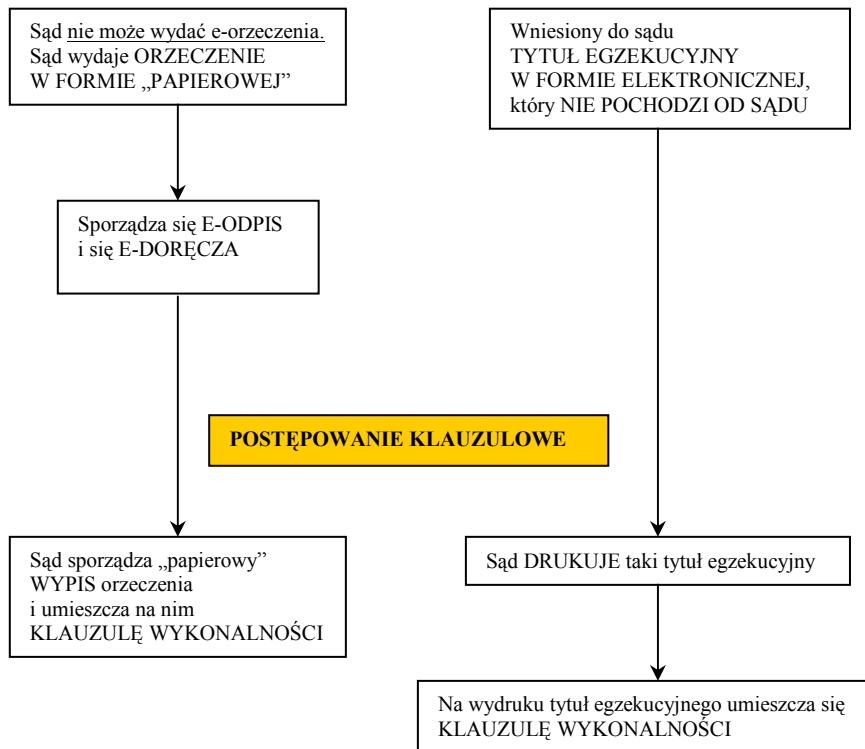 Sąd nie może wydać e-orzeczenia.
Sąd wydaje ORZECZENIE
W FORMIE „PAPIEROWEJ”
Wniesiony do sądu
TYTUŁ EGZEKUCYJNY
W FORMIE ELEKTRONICZNEJ,
który NIE POCHODZI OD SĄDU
Sporządza się E-ODPIS
i się E-DORĘCZA
POSTĘPOWANIE KLAUZULOWE
Sąd sporządza „papierowy”
WYPIS orzeczenia
i umieszcza na nim
KLAUZULĘ WYKONALNOŚCI
Sąd DRUKUJE taki tytuł egzekucyjny
Na wydruku tytuł egzekucyjnego umieszcza się
KLAUZULĘ WYKONALNOŚCI